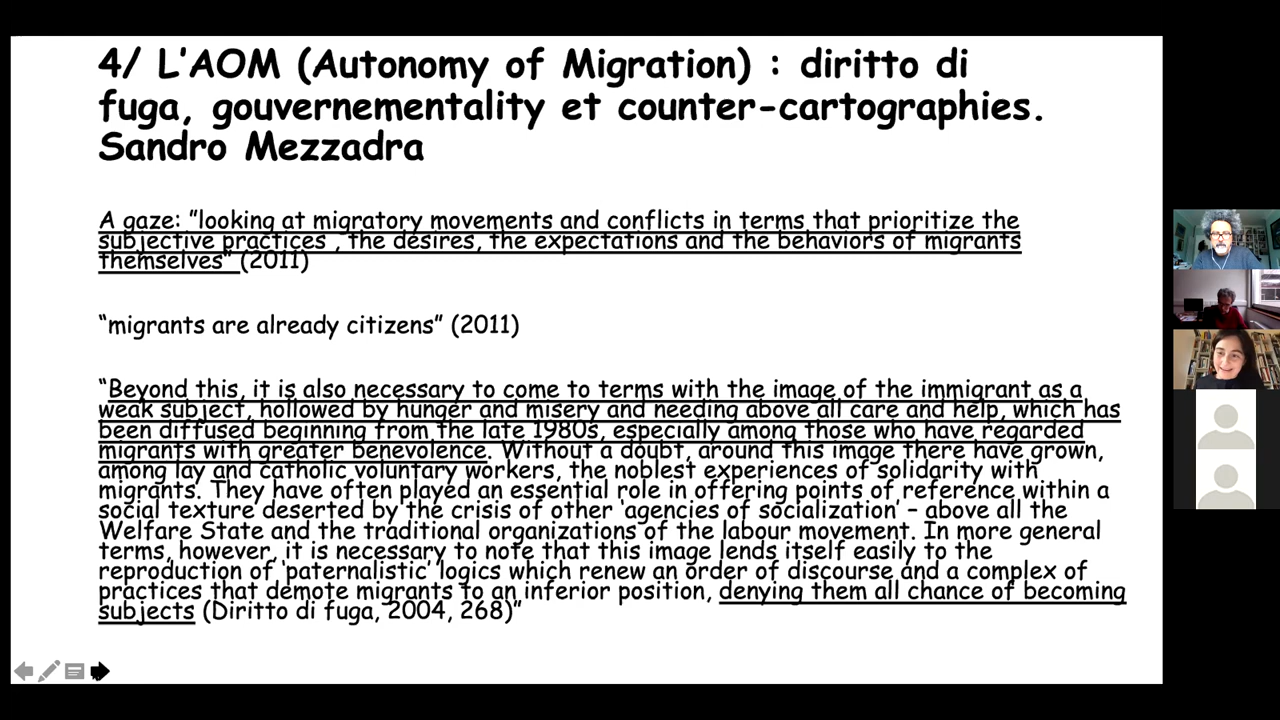 4/ L'AOM (Autonomy of Migration) : diritto di
fuga, gouvernementality et counter-cartographies.
Sandro Mezzadra
A gaze: "looking at migratory movements and conflicts in terms that prioritize the
subjective practices , the desires, the expectations and the behaviors of migrants
themselves" (2011)
"migrants are already citizens" (2011)
"Beyond this, it is also necessary to come to terms with the image of the immigrant as a
weak subject, hollowed by hunger and misery and needing above all care and help, which has
been diffused beginning from the late 1980s, especially among those who have regarded
migrants with greater benevolence. Without a doubt, around this image there have grown,
among lay and catholic voluntary workers, the noblest experiences of solidarity with
migrants. They have often played an essential role in offering points of reference within a
social texture deserted by the crisis of other 'agencies of socialization' – above all the
Welfare State and the traditional organizations of the labour movement. In more general
terms, however, it is necessary to note that this image lends itself easily to the
reproduction of 'paternalistic' logics which renew an order of discourse and a complex of
practices that demote migrants to an inferior position, denying them all chance of becoming
subjects (Diritto di fuga, 2004, 268)"